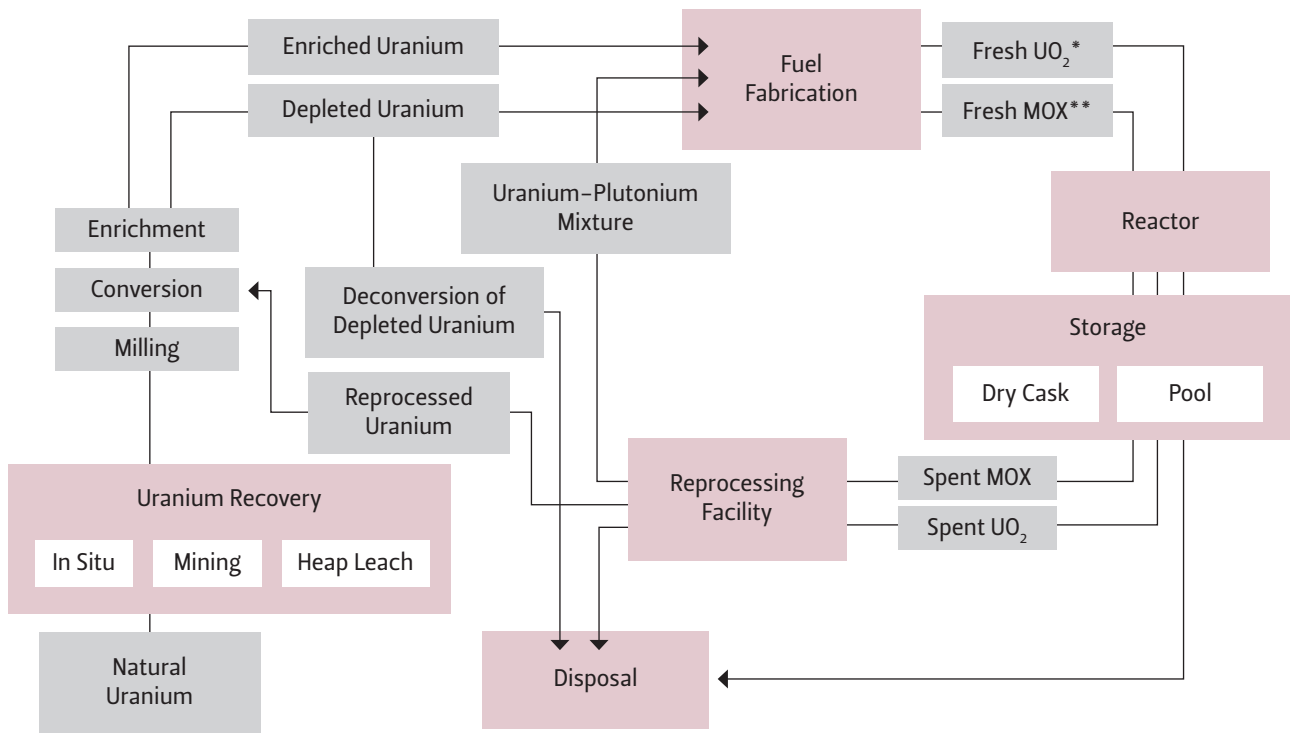 Enriched Uranium
Depleted Uranium
Fuel
Fabrication
Fresh UO₂*
Fresh MOX**
Uranium–Plutonium
Mixture
Reactor
Enrichment
Conversion
Milling
Deconversion of
Depleted Uranium
Storage
Dry Cask
Pool
Reprocessed
Uranium
Reprocessing
Facility
Spent MOX
Spent UO₂
Uranium Recovery
In Situ
Mining
Heap Leach
Natural
Uranium
Disposal